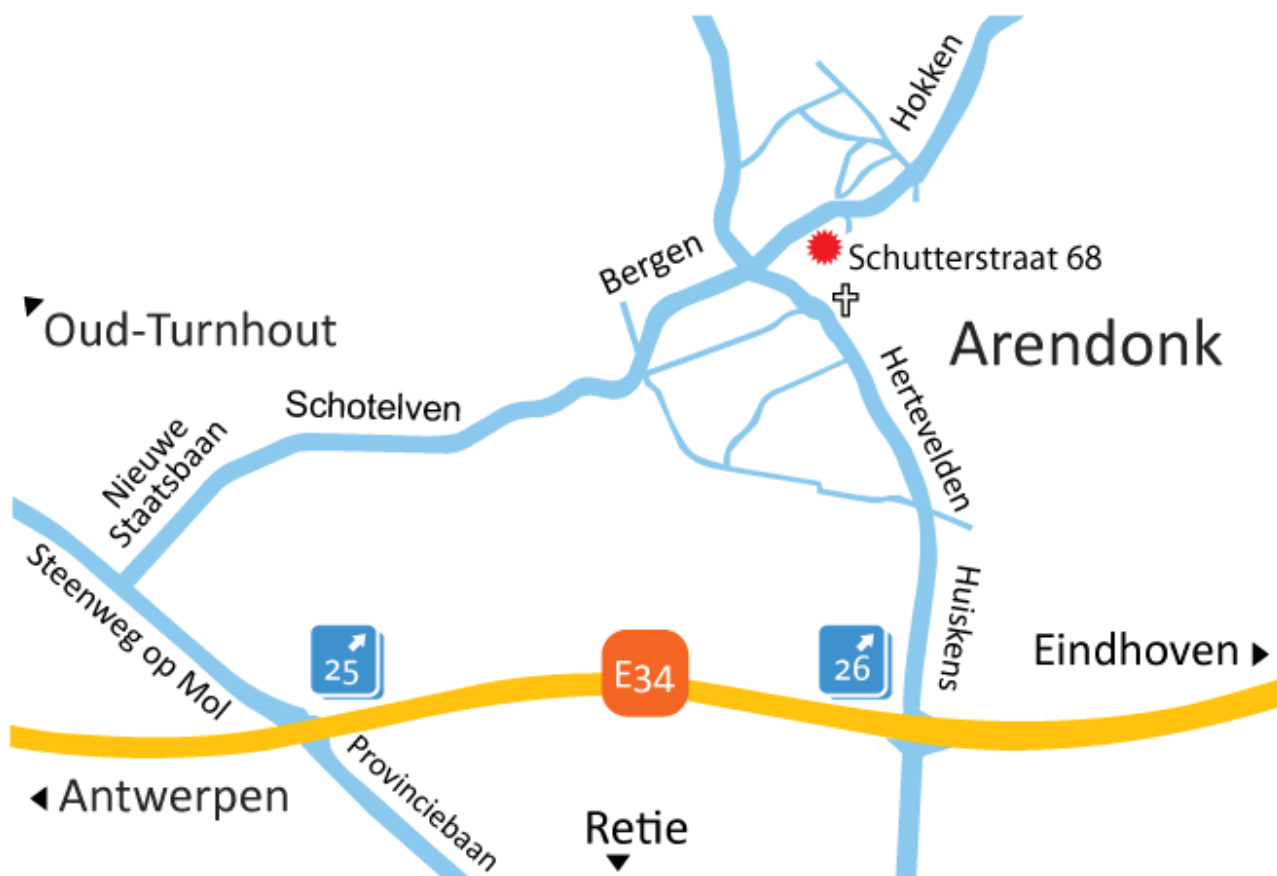 Hokken
Bergen
Schutterstraat 68
Oud-Turnhout
Arendonk
Hertevelden
Schotelven
Nieuwe
Staatsbaan
Steenweg op Mol
Huiskens
25
E34
26
Eindhoven
Antwerpen
Provinciebaan
Retie